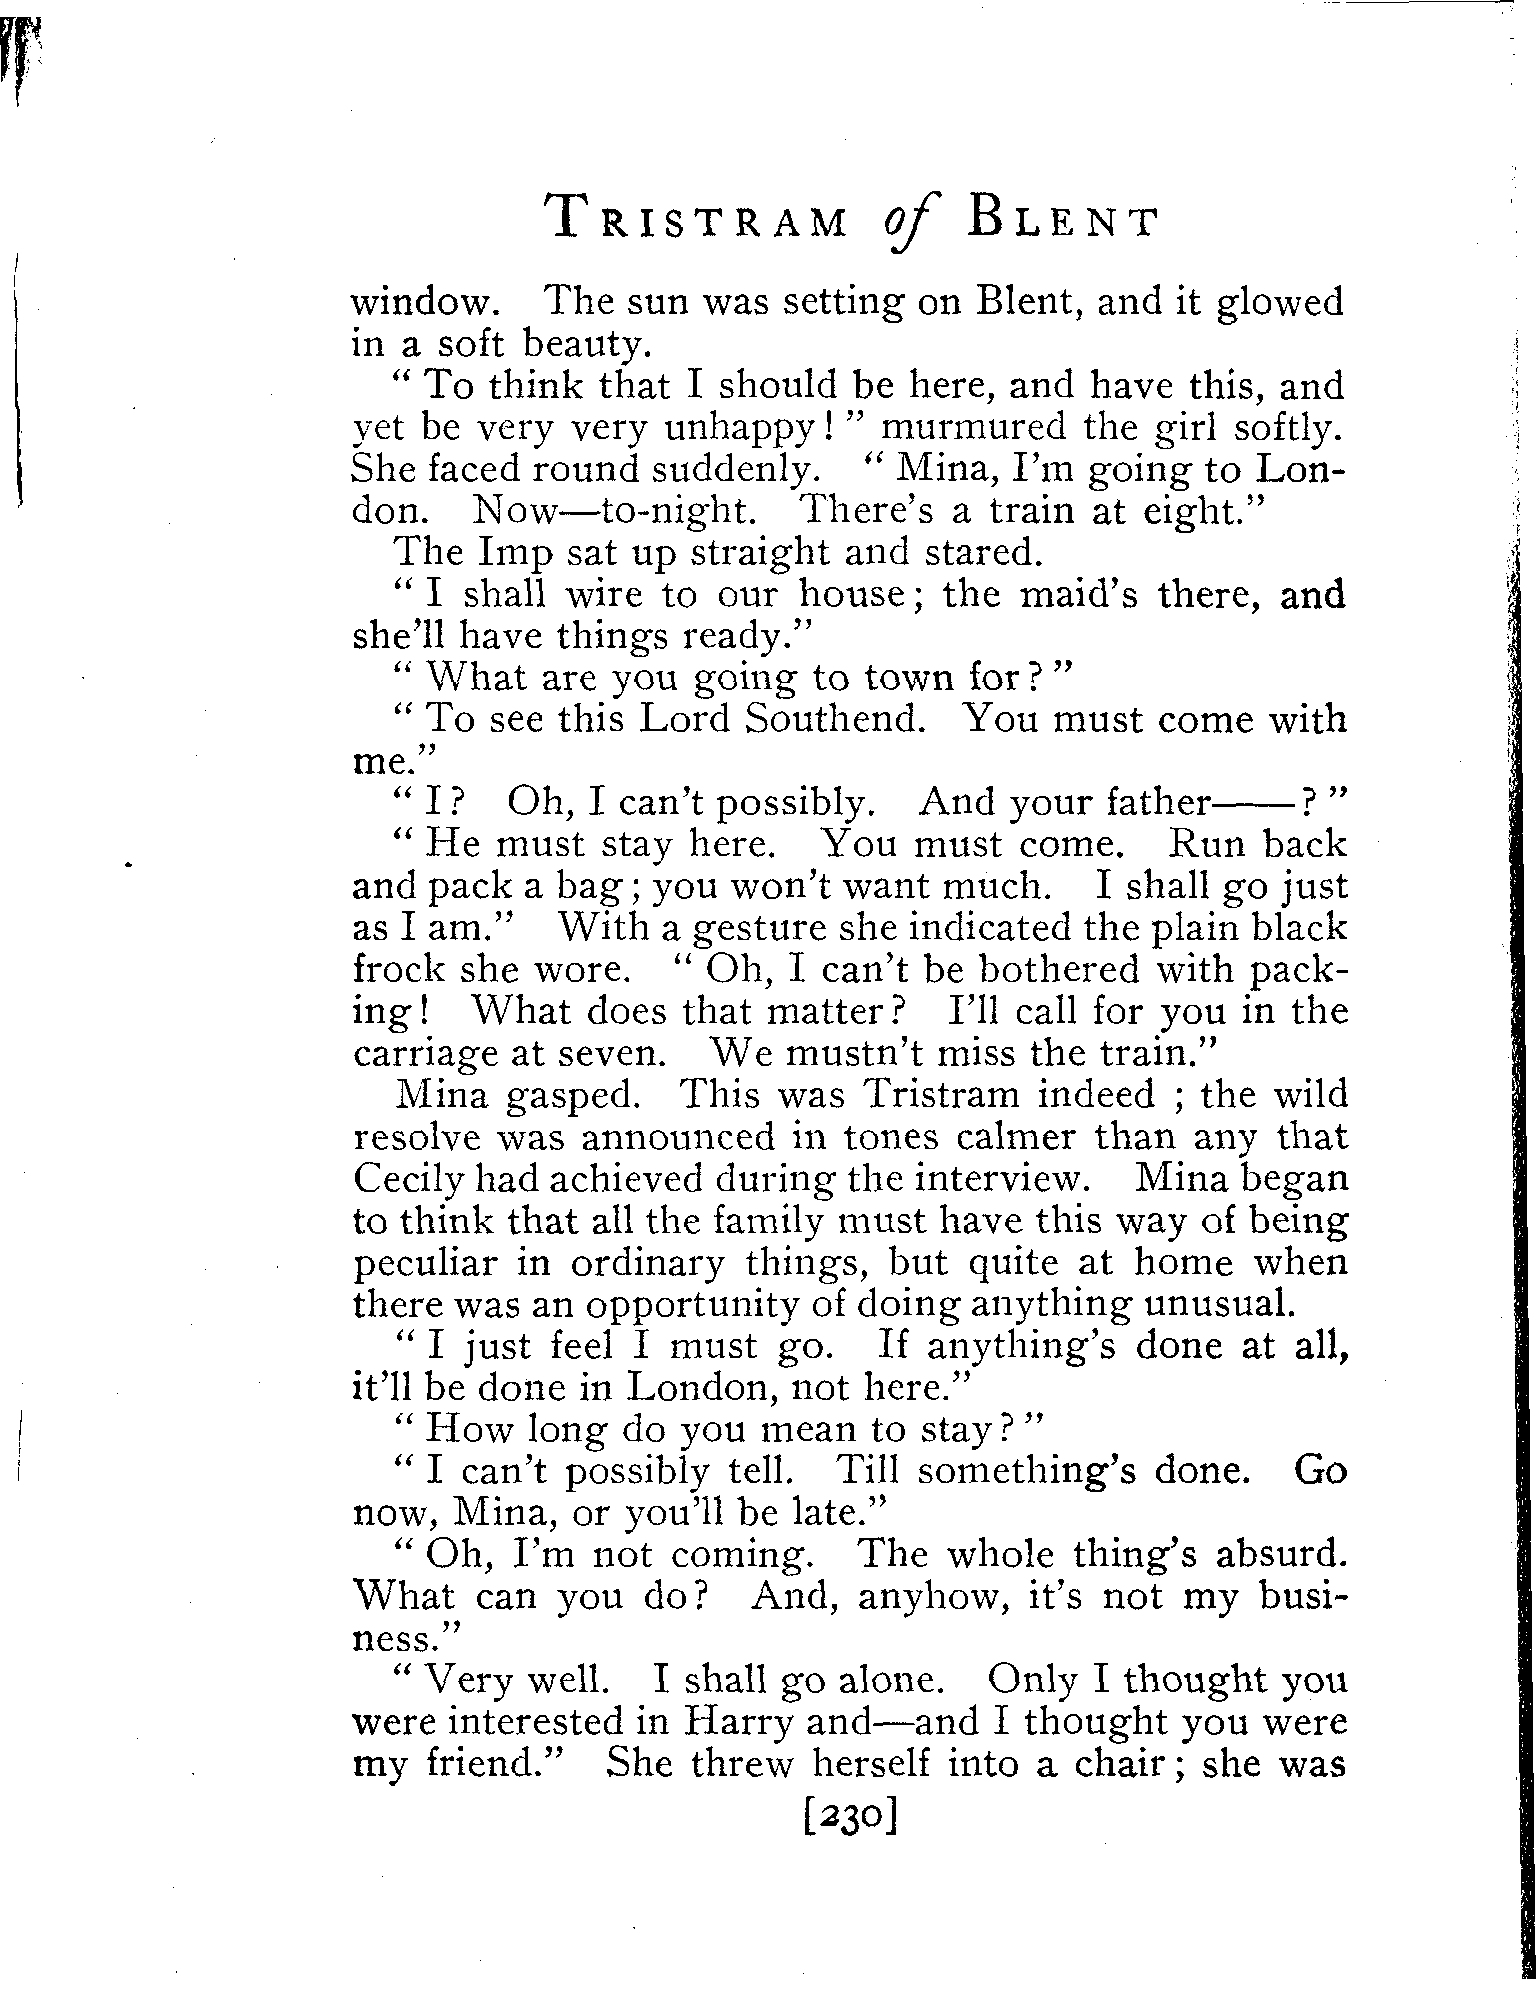 TRISTRAM of BLENT
window. The sun was setting on Blent, and it glowed
in a soft beauty.
“ To think that I should be here, and have this, and
yet be very very unhappy! ” murmured the girl softly.
She faced round suddenly. “ Mina, I'm going to Lon-
don. Now—to-night. There's a train at eight.”
The Imp sat up straight and stared.
“ I shall wire to our house; the maid's there, and
she'll have things ready.”
“ What are you going to town for? ”
“ To see this Lord Southend. You must come with
me.”
“ I? Oh, I can't possibly. And your father——? ”
“ He must stay here. You must come. Run back
and pack a bag; you won't want much. I shall go just
as I am.” With a gesture she indicated the plain black
frock she wore. “ Oh, I can't be bothered with pack-
ing! What does that matter? I'll call for you in the
carriage at seven. We mustn't miss the train.”
Mina gasped. This was Tristram indeed ; the wild
resolve was announced in tones calmer than any that
Cecily had achieved during the interview. Mina began
to think that all the family must have this way of being
peculiar in ordinary things, but quite at home when
there was an opportunity of doing anything unusual.
“ I just feel I must go. If anything's done at all,
it'll be done in London, not here.”
“ How long do you mean to stay? ”
“ I can't possibly tell. Till something's done. Go
now, Mina, or you'll be late.”
“ Oh, I'm not coming. The whole thing's absurd.
What can you do? And, anyhow, it's not my busi-
ness.”
“ Very well. I shall go alone. Only I thought you
were interested in Harry and—and I thought you were
my friend.” She threw herself into a chair; she was
[230]